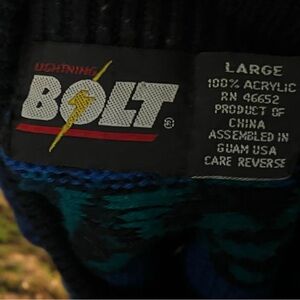 LIGHTNING
BOLT®
LARGE
100% ACRYLIC
RN 46652
PRODUCT OF
CHINA
ASSEMBLED IN
GUAM USA
CARE REVERSE